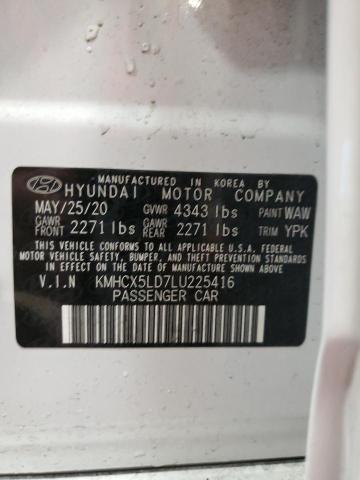 MANUFACTURED IN KOREA BY
HYUNDAI MOTOR COMPANY
MAY/25/20 GVWR 4343 lbs PAINT WAW
GAWR FRONT 2271 lbs GAWR REAR 2271 lbs TRIM YPK
THIS VEHICLE CONFORMS TO ALL APPLICABLE U.S.A. FEDERAL
MOTOR VEHICLE SAFETY, BUMPER, AND THEFT PREVENTION
STANDARDS IN EFFECT ON THE DATE OF MANUFACTURE
SHOWN ABOVE.
V.I.N KMHCX5LD7LU225416
PASSENGER CAR